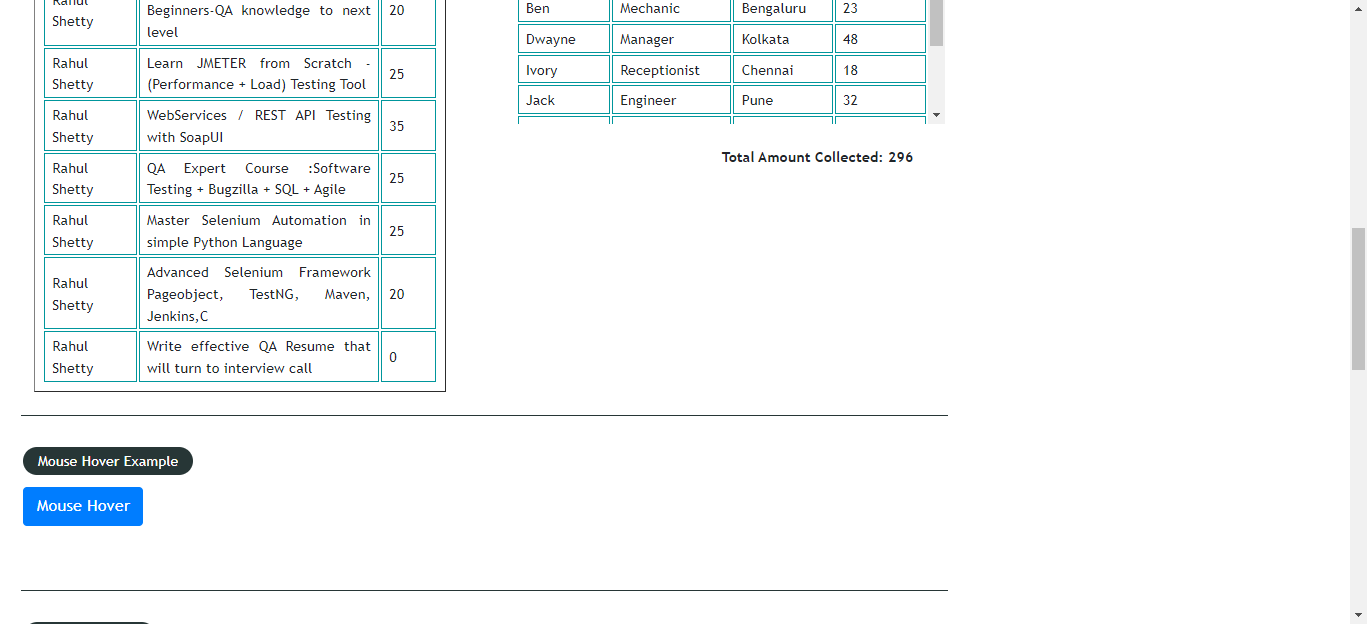 Rahul
Shetty
Beginners-QA knowledge to next
level
20
Rahul
Shetty
Learn JMETER from Scratch -
(Performance + Load) Testing Tool
25
Rahul
Shetty
WebServices / REST API Testing
with SoapUI
35
Rahul
Shetty
QA Expert Course :Software
Testing + Bugzilla + SQL + Agile
25
Rahul
Shetty
Master Selenium Automation in
simple Python Language
25
Rahul
Shetty
Advanced Selenium Framework
Pageobject, TestNG, Maven,
Jenkins,C
20
Rahul
Shetty
Write effective QA Resume that
will turn to interview call
0
Ben Mechanic Bengaluru 23
Dwayne Manager Kolkata 48
Ivory Receptionist Chennai 18
Jack Engineer Pune 32
Total Amount Collected: 296
Mouse Hover Example
Mouse Hover